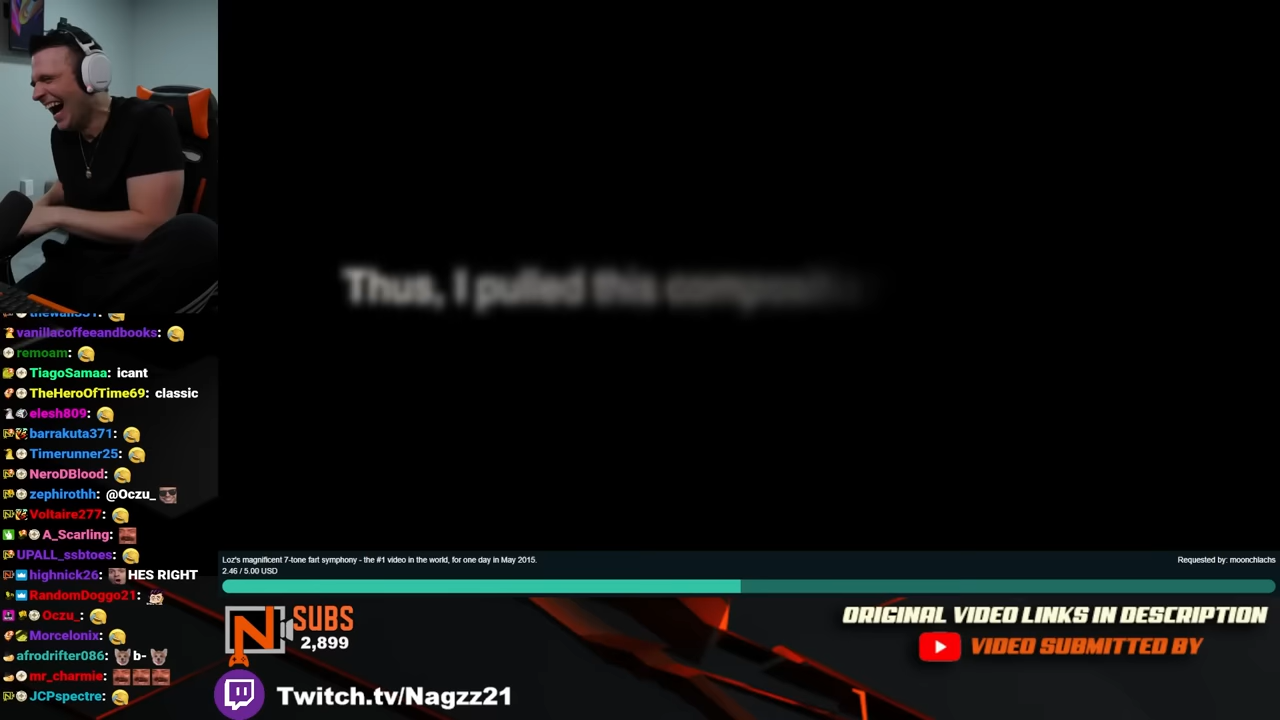 Thus, I pulled this
thewall331:
vanillacoffeeandbooks:
remoam:
TiagoSamaa: icant
TheHeroOfTime69: classic
elesh809:
barrakuta371:
Timerunner25:
NeroDBlood:
zephirothh: @Oczu_
Voltaire277:
A_Scarling:
UPALL_ssbtoes:
highnick26: HES RIGHT
RandomDoggo21:
Oczu_:
Morcelonix:
afrodrifter086: b-
mr_charmie:
JCPspectre:
Loz's magnificent 7-tone fart symphony - the #1 video in the world, for one day in May 2015.
Requested by: moonchlachs
2.46 / 5.00 USD
SUBS
2,899
ORIGINAL VIDEO LINKS IN DESCRIPTION
VIDEO SUBMITTED BY
Twitch.tv/Nagzz21